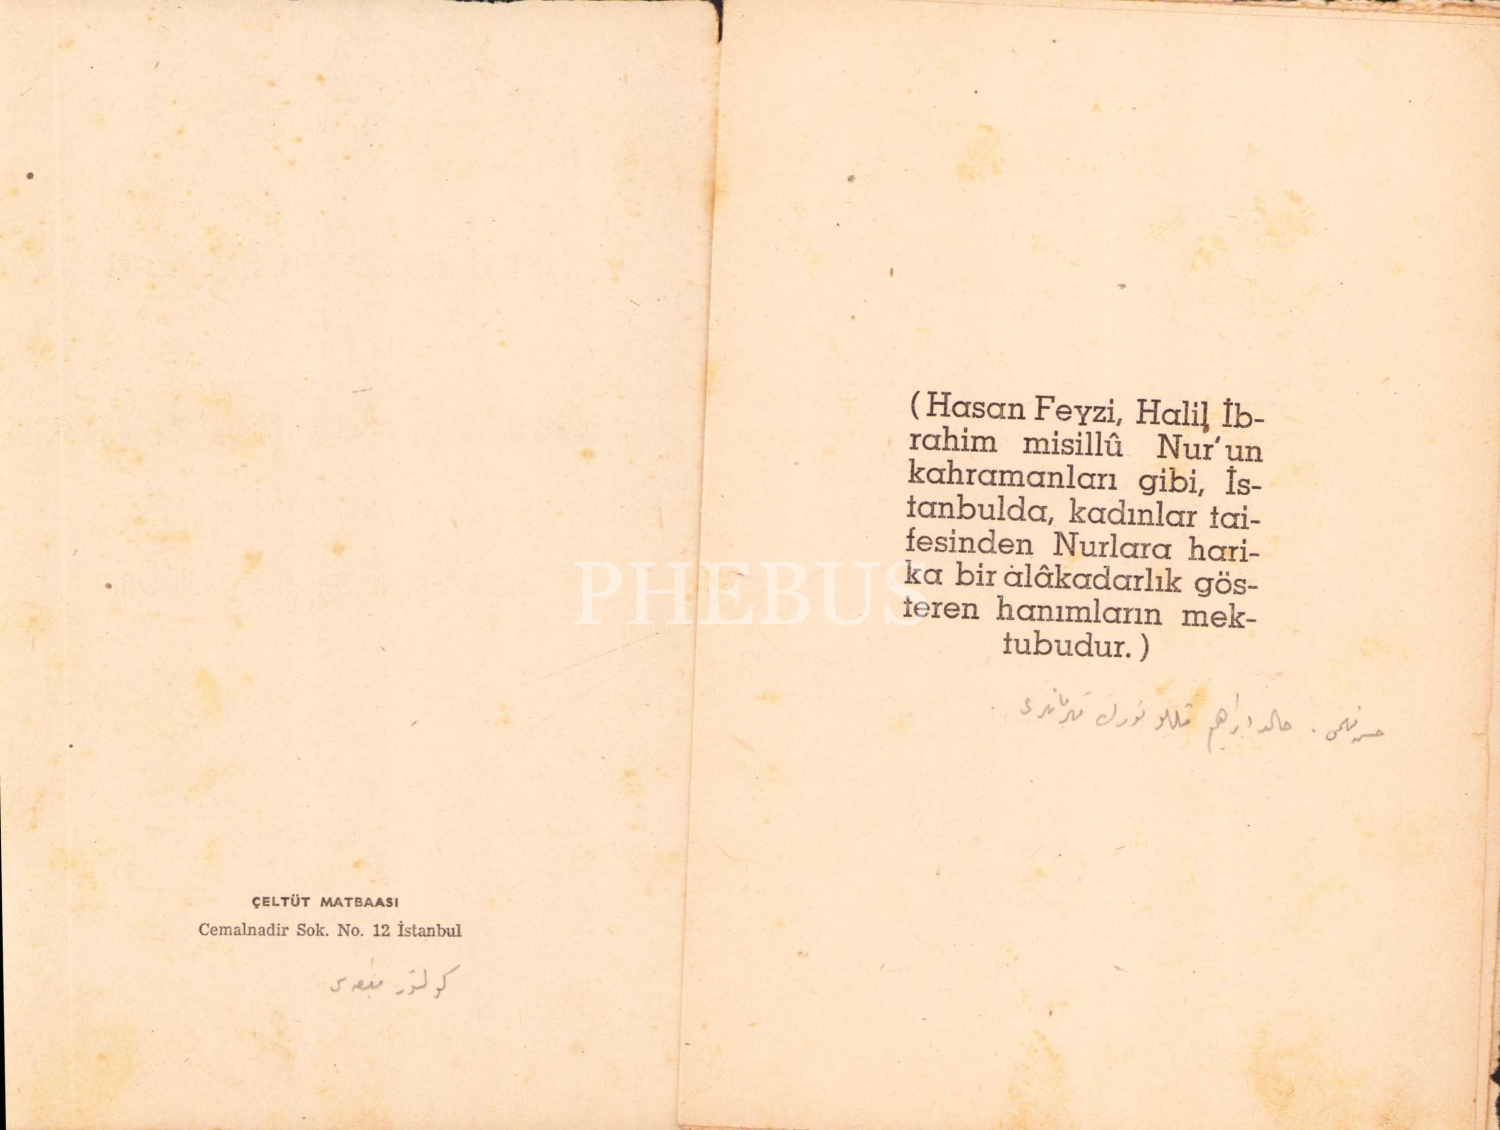 ÇELTÜT MATBAASI
Cemalnadir Sok. No. 12 İstanbul
(Hasan Feyzi, Halil İb-
rahim misillû Nur'un
kahramanları gibi, İs-
tanbulda, kadınlar tai-
fesinden Nurlara hari-
ka bir alâkadarlık gös-
teren hanımların mek-
tubudur.)
PHEBUS